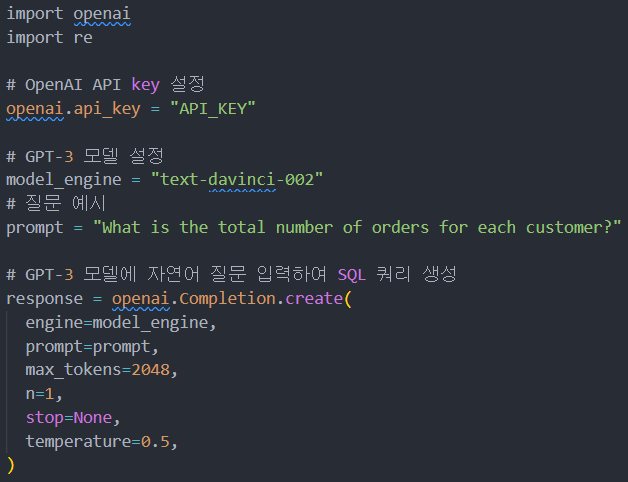 import openai
import re
# OpenAI API key 설정
openai.api_key = "API_KEY"
# GPT-3 모델 설정
model_engine = "text-davinci-002"
# 질문 예시
prompt = "What is the total number of orders for each customer?"
# GPT-3 모델에 자연어 질문 입력하여 SQL 쿼리 생성
response = openai.Completion.create(
  engine=model_engine,
  prompt=prompt,
  max_tokens=2048,
  n=1,
  stop=None,
  temperature=0.5,
)